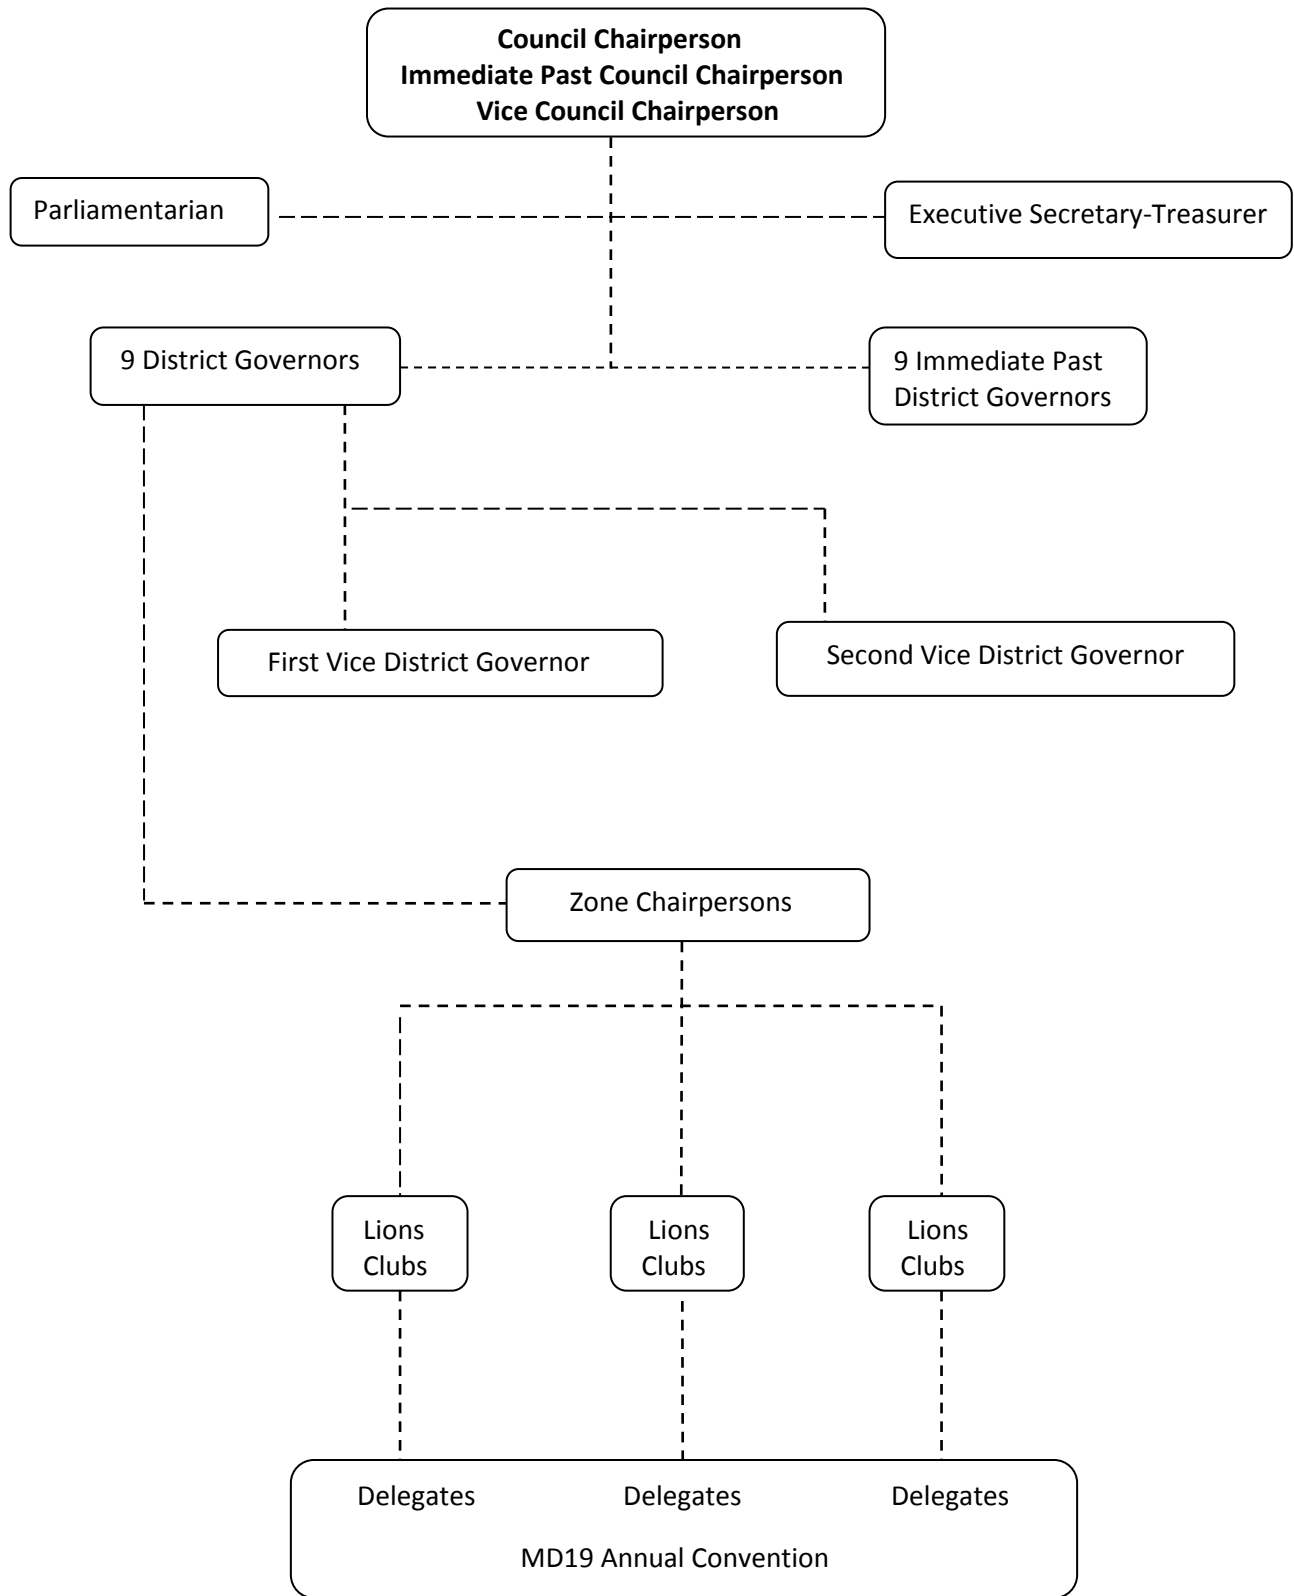 Council Chairperson
Immediate Past Council Chairperson
Vice Council Chairperson
Parliamentarian
Executive Secretary-Treasurer
9 District Governors
9 Immediate Past
District Governors
First Vice District Governor
Second Vice District Governor
Zone Chairpersons
Lions
Clubs
Lions
Clubs
Lions
Clubs
Delegates
Delegates
Delegates
MD19 Annual Convention